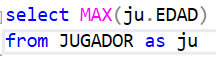 select MAX(ju.EDAD)
from JUGADOR as ju